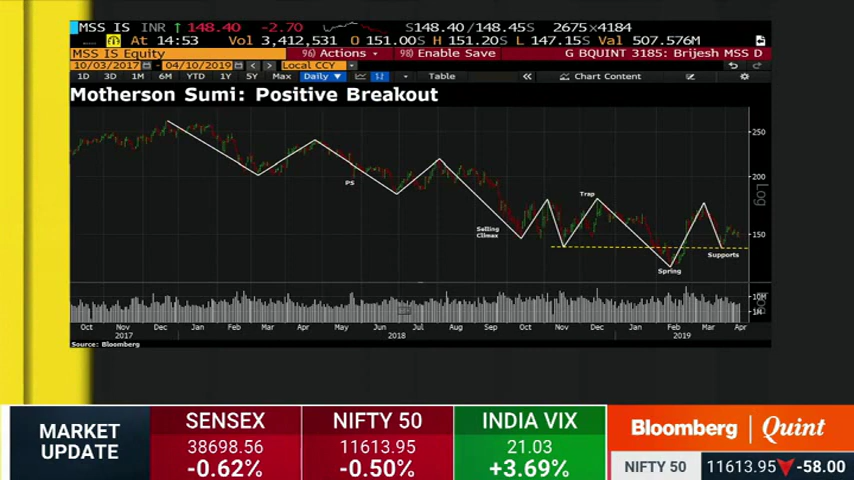 MSS IS INR ↑ 148.40 -2.70 S148.40/148.45S 2675x4184
At 14:53 Vol 3,412,531 O 151.00S H 151.20S L 147.15S Val 507.576M
MSS IS Equity 96) Actions 98) Enable Save G BQUINT 3185: Brijesh MSS D
10/03/2017 - 04/10/2019 Local CCY
1D 3D 1M 6M YTD 1Y 5Y Max Daily Table Chart Content
Motherson Sumi: Positive Breakout
250
200
150
Log
PS
Selling
Climax
Trap
Spring
Supports
10M
1M
Oct Nov Dec Jan Feb Mar Apr May Jun Jul Aug Sep Oct Nov Dec Jan Feb Mar Apr
2017 2018 2019
Source: Bloomberg
MARKET
UPDATE
SENSEX
38698.56
-0.62%
NIFTY 50
11613.95
-0.50%
INDIA VIX
21.03
+3.69%
Bloomberg | Quint
NIFTY 50 11613.95 -58.00